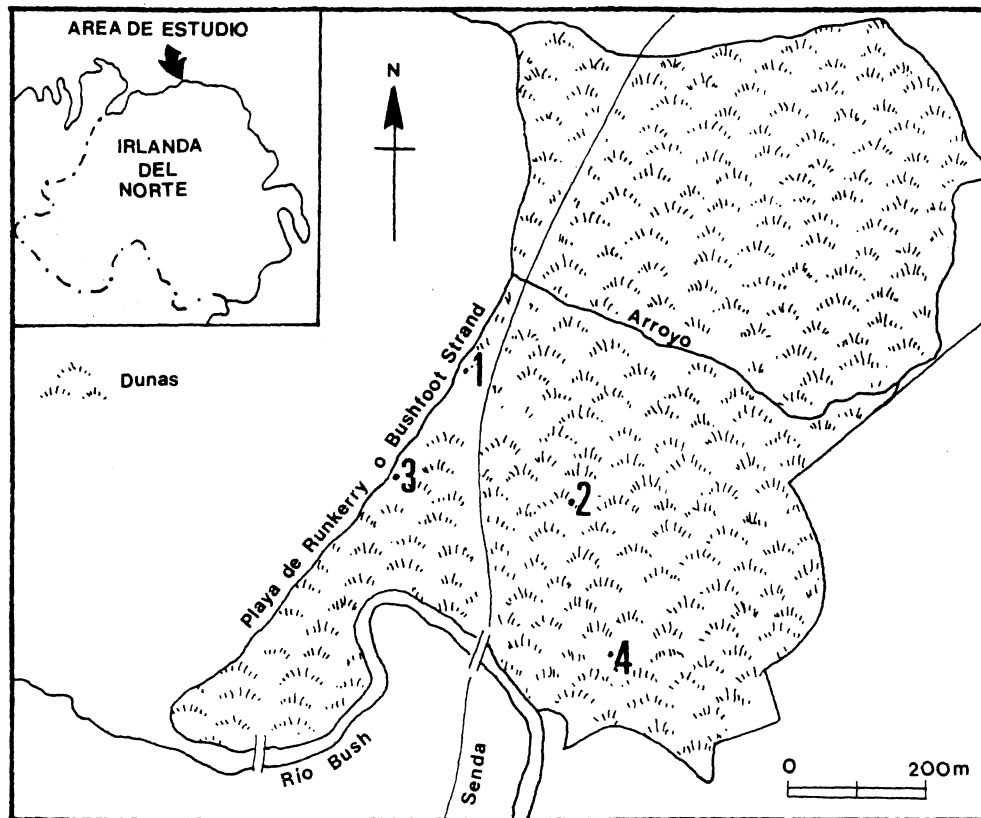 AREA DE ESTUDIO
IRLANDA
DEL
NORTE
N
Dunas
Arroyo
Playa de Runkerry o Bushfoot Strand
1
3
2
4
Río Bush
Senda
0 200m